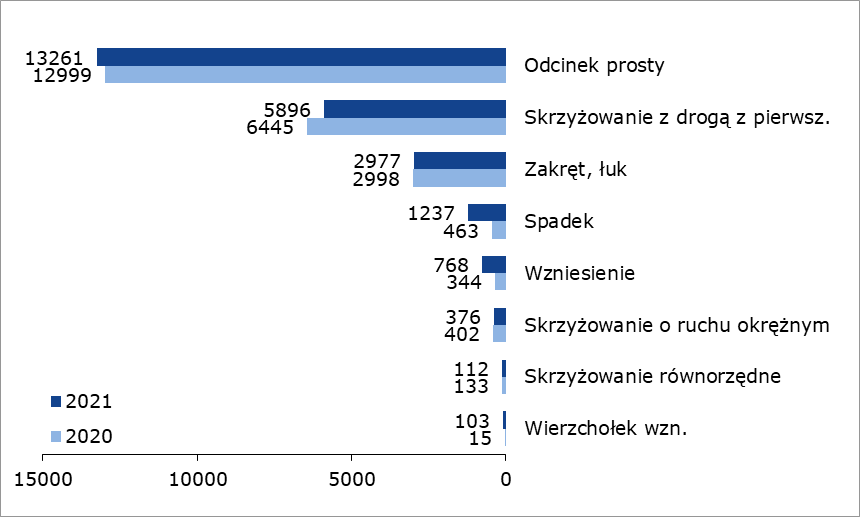 13261
12999
Odcinek prosty
5896
6445
Skrzyżowanie z drogą z pierwsz.
2977
2998
Zakręt, łuk
1237
463
Spadek
768
344
Wzniesienie
376
402
Skrzyżowanie o ruchu okrężnym
112
133
Skrzyżowanie równorzędne
103
15
Wierzchołek wzn.
2021
2020
15000 10000 5000 0